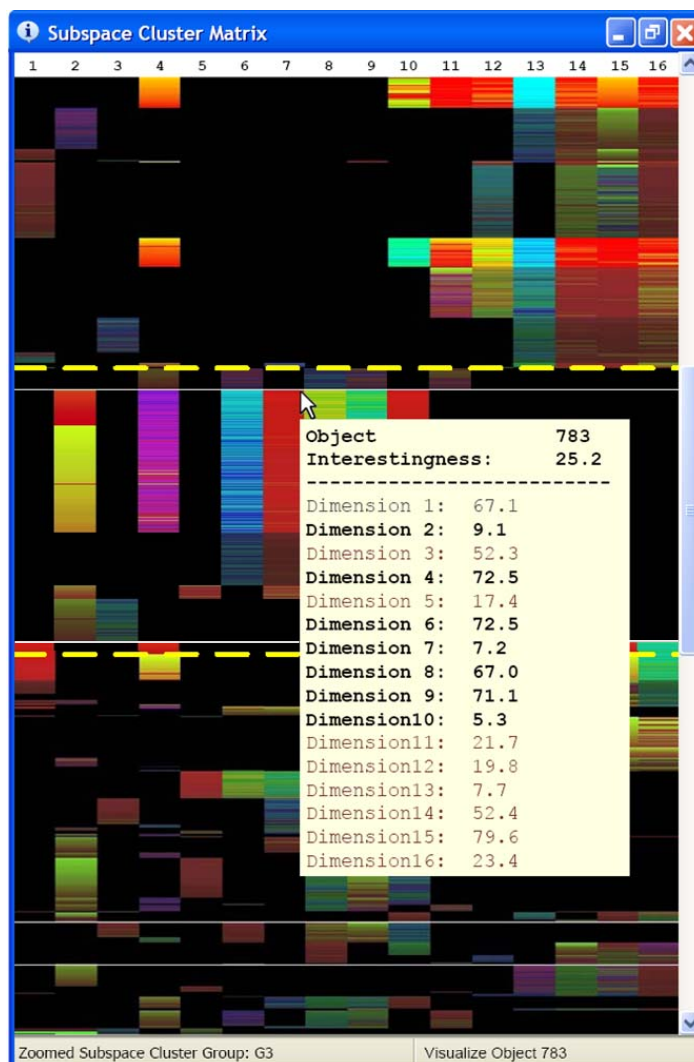 Subspace Cluster Matrix
1 2 3 4 5 6 7 8 9 10 11 12 13 14 15 16
Object 783
Interestingness: 25.2
---------------------------
Dimension 1: 67.1
Dimension 2: 9.1
Dimension 3: 52.3
Dimension 4: 72.5
Dimension 5: 17.4
Dimension 6: 72.5
Dimension 7: 7.2
Dimension 8: 67.0
Dimension 9: 71.1
Dimension10: 5.3
Dimension11: 21.7
Dimension12: 19.8
Dimension13: 7.7
Dimension14: 52.4
Dimension15: 79.6
Dimension16: 23.4
Zoomed Subspace Cluster Group: G3 Visualize Object 783